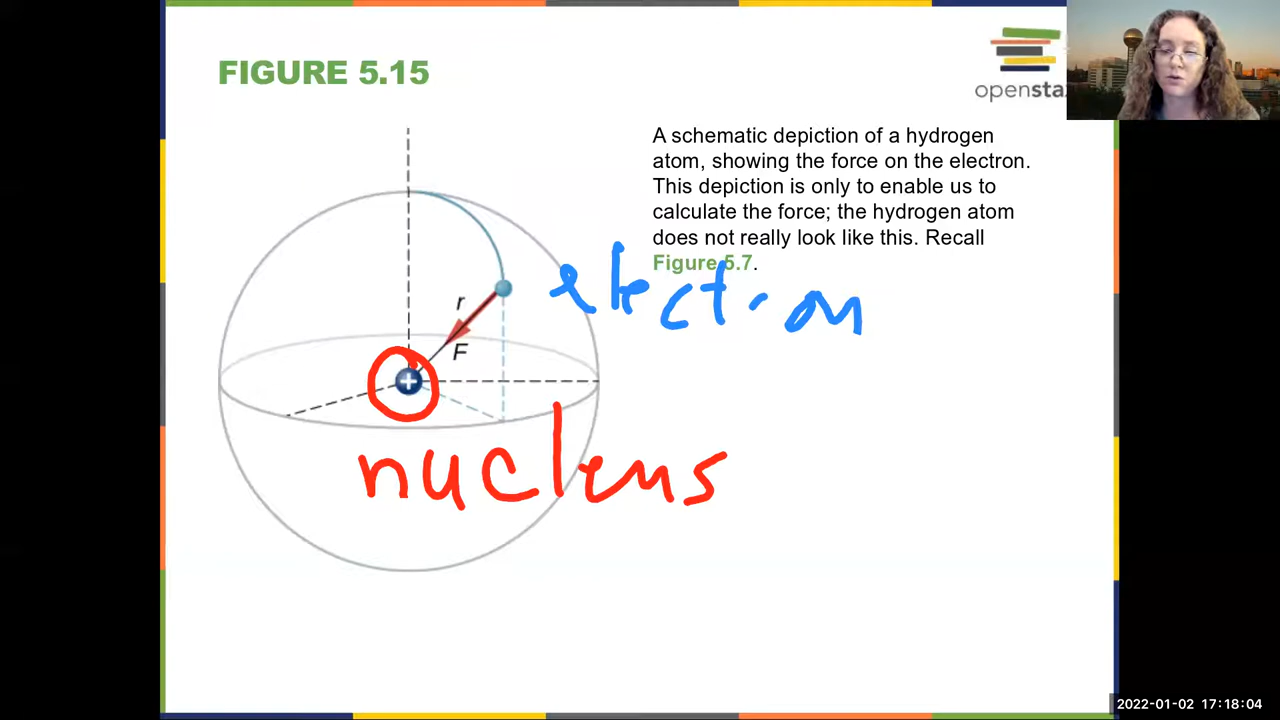 FIGURE 5.15
openstax
A schematic depiction of a hydrogen
atom, showing the force on the electron.
This depiction is only to enable us to
calculate the force; the hydrogen atom
does not really look like this. Recall
Figure 5.7.
electron
r
F
+
nucleus
2022-01-02 17:18:04